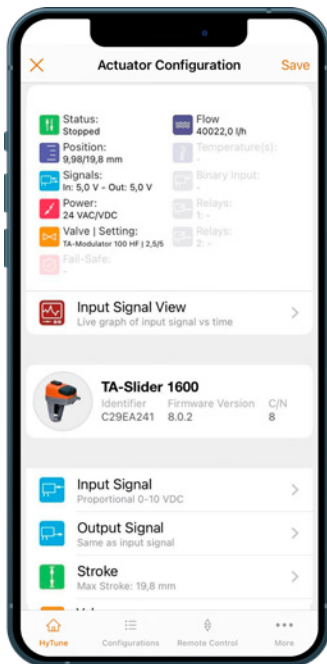 Actuator Configuration
Save
Status:
Stopped
Flow
40022,0 l/h
Position:
9,98/19,8 mm
Temperature(s):
-
Signals:
In: 5,0 V - Out: 5,0 V
Binary Input:
-
Power:
24 VAC/VDC
Relays:
1: -
Valve | Setting:
TA-Modulator 100 HF | 2,5/5
Relays:
2: -
Fail-Safe:
-
Input Signal View
Live graph of input signal vs time
TA-Slider 1600
Identifier Firmware Version C/N
C29EA241 8.0.2 8
Input Signal
Proportional 0-10 VDC
Output Signal
Same as input signal
Stroke
Max Stroke: 19,8 mm
HyTune
Configurations
Remote Control
More